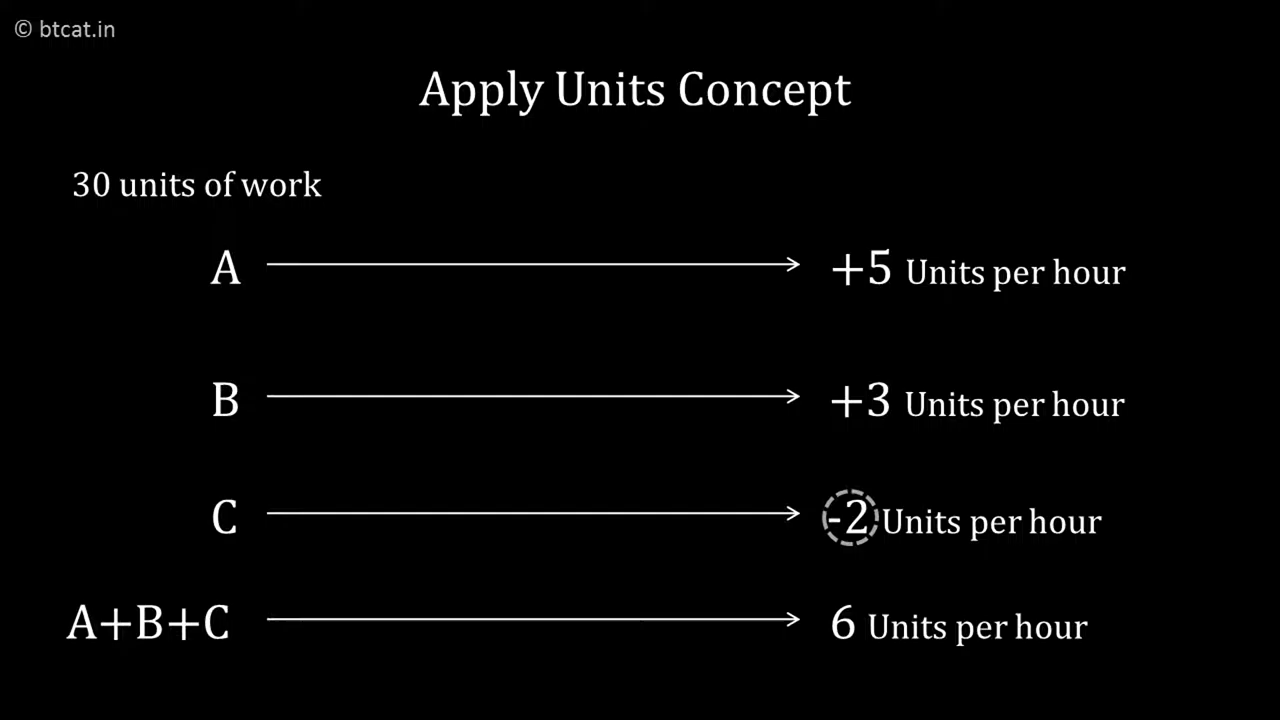 © btcat.in
Apply Units Concept
30 units of work
A +5 Units per hour
B +3 Units per hour
C -2 Units per hour
A+B+C 6 Units per hour